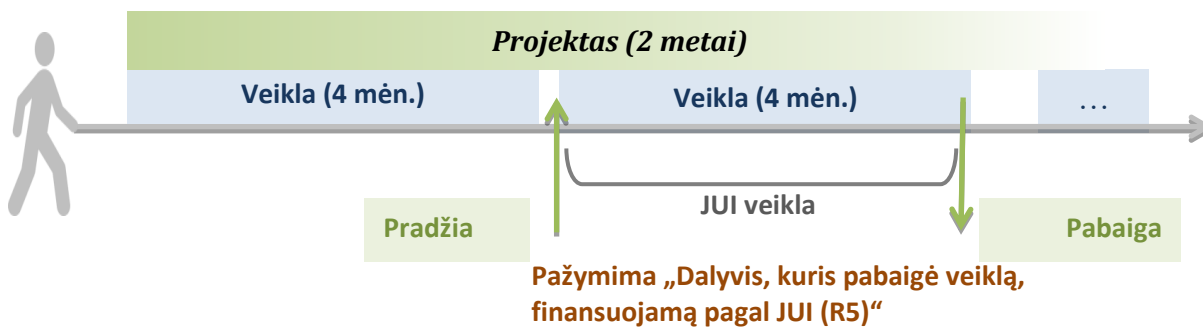 Projektas (2 metai)
Veikla (4 mėn.) Veikla (4 mėn.) ...
JUI veikla
Pradžia Pabaiga
Pažymima „Dalyvis, kuris pabaigė veiklą,
finansuojamą pagal JUI (R5)“